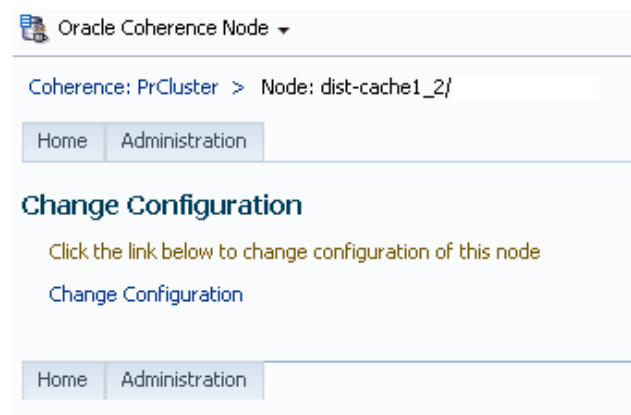 Oracle Coherence Node
Coherence: PrCluster > Node: dist-cache1_2/
Home Administration
Change Configuration
Click the link below to change configuration of this node
Change Configuration
Home Administration